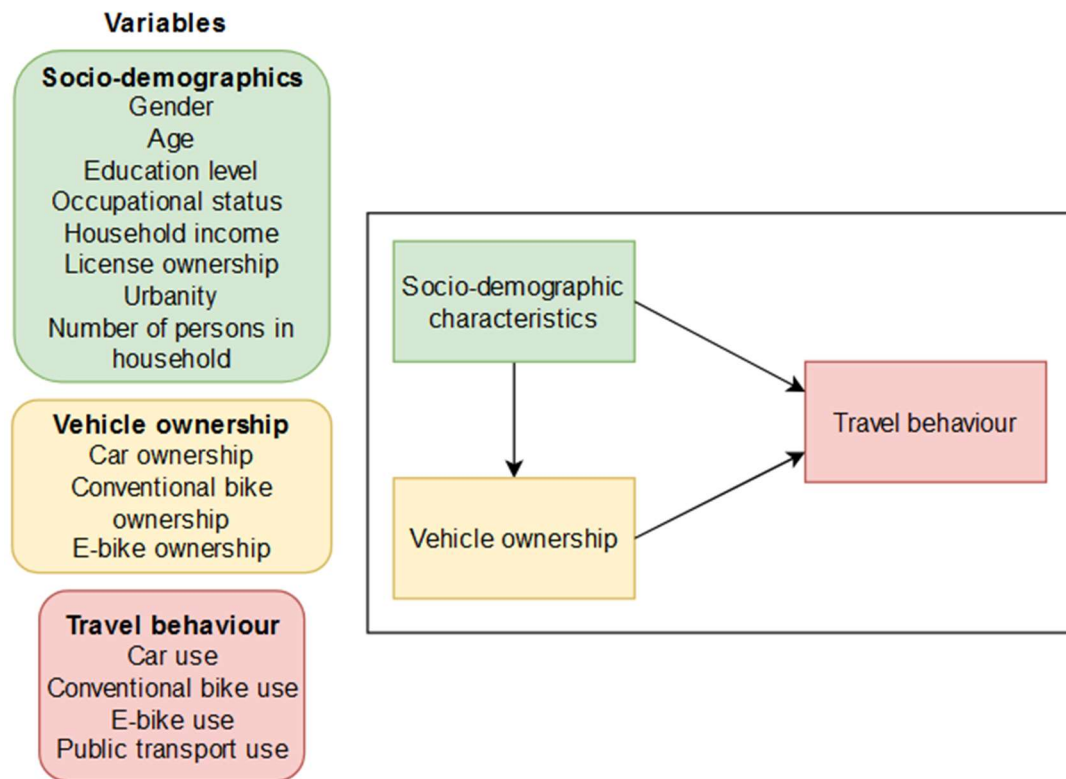 Variables
Socio-demographics
Gender
Age
Education level
Occupational status
Household income
License ownership
Urbanity
Number of persons in
household
Vehicle ownership
Car ownership
Conventional bike
ownership
E-bike ownership
Travel behaviour
Car use
Conventional bike use
E-bike use
Public transport use
Socio-demographic
characteristics
Vehicle ownership
Travel behaviour